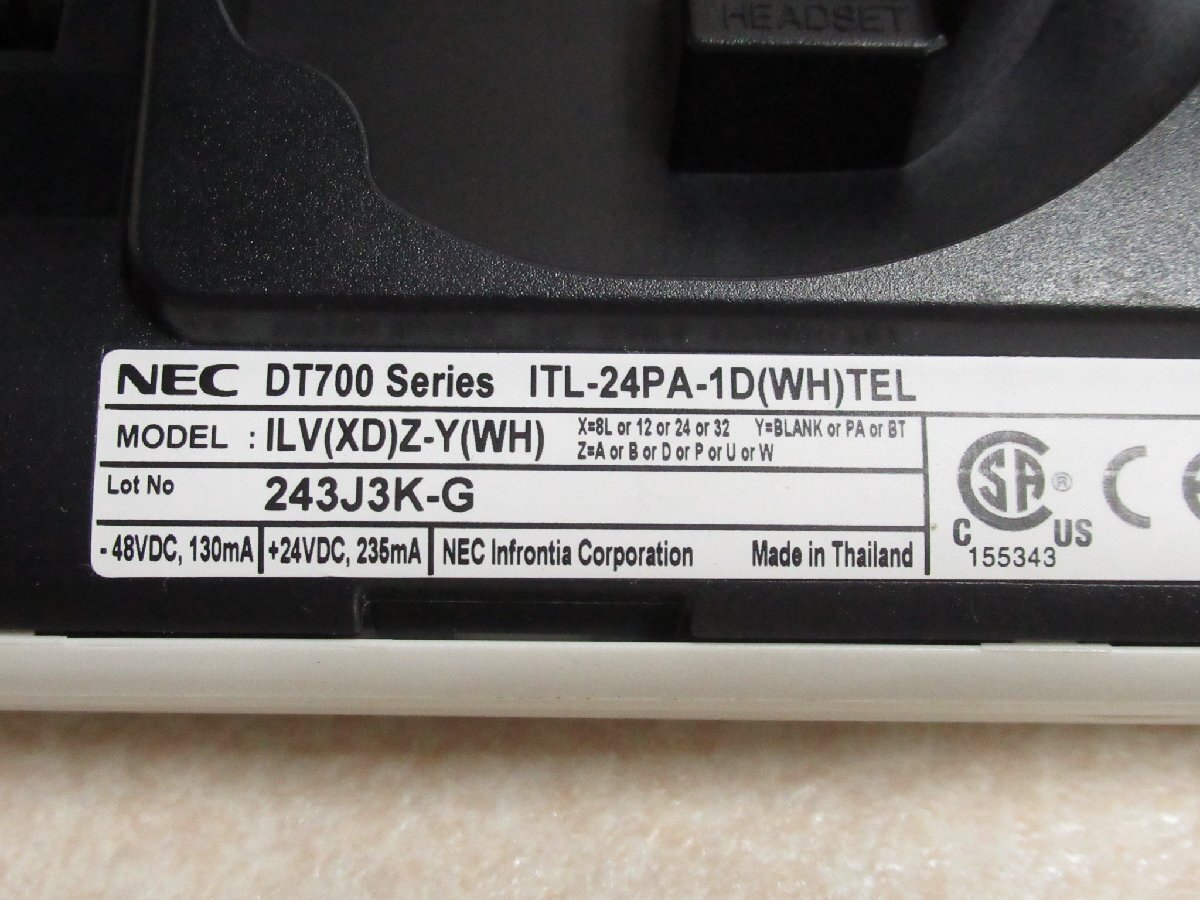 HEADSET
NEC DT700 Series ITL-24PA-1D(WH)TEL
MODEL : ILV(XD)Z-Y(WH) X=8L or 12 or 24 or 32 Y=BLANK or PA or BT
Z=A or B or D or P or U or W
Lot No 243J3K-G
- 48VDC, 130mA +24VDC, 235mA NEC Infrontia Corporation Made in Thailand
CSA ®
C US
155343
CE